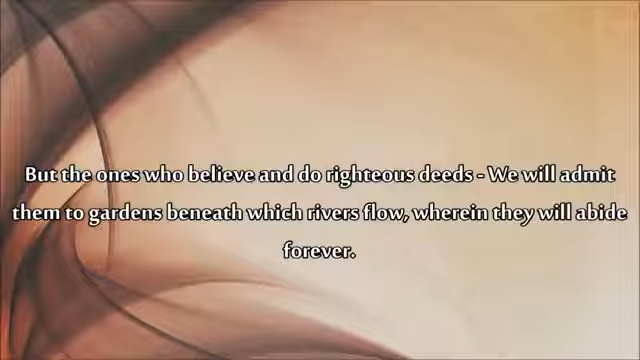 But the ones who believe and do righteous deeds - We will admit
them to gardens beneath which rivers flow, wherein they will abide
forever.